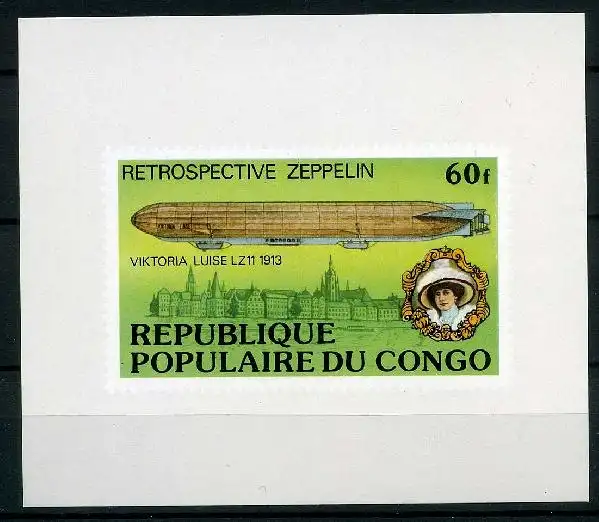 RETROSPECTIVE ZEPPELIN 60f
VIKTORIA LUISE LZ11 1913
REPUBLIQUE
POPULAIRE DU CONGO